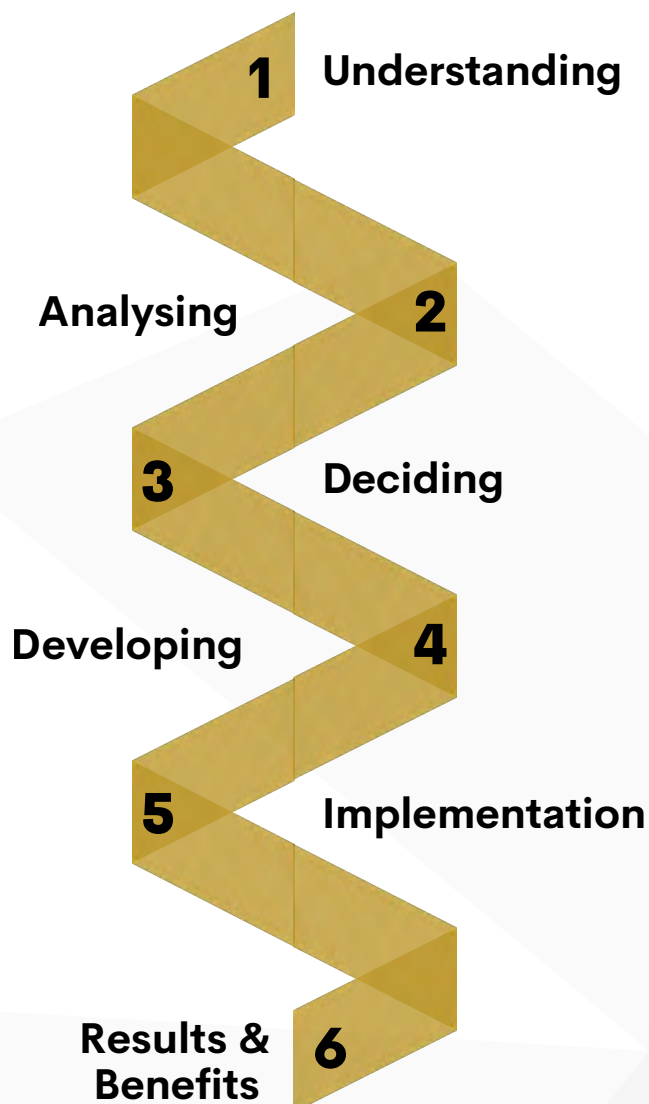 1 Understanding
Analysing 2
3 Deciding
Developing 4
5 Implementation
Results & 6
Benefits